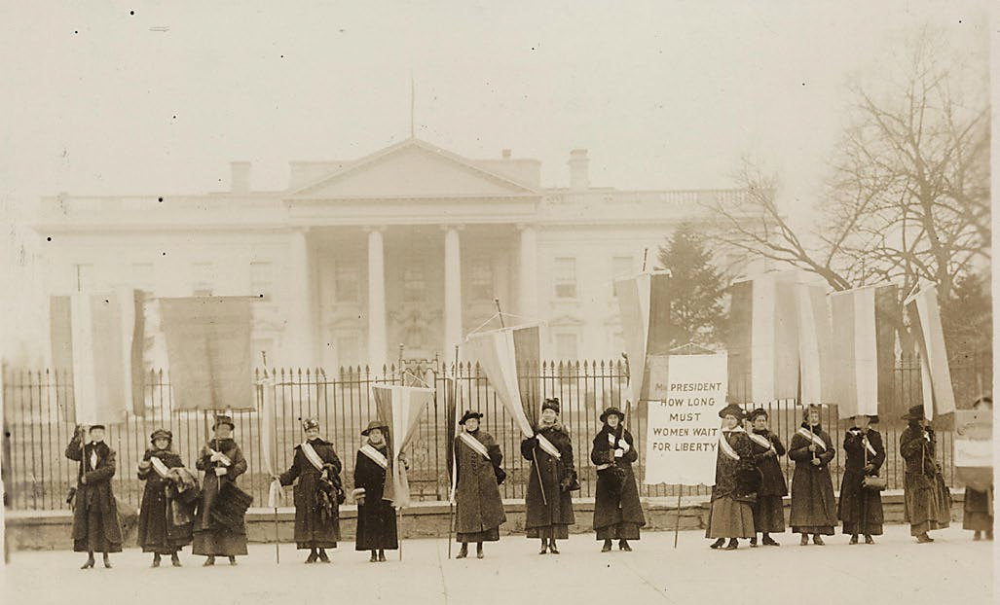 MR. PRESIDENT
HOW LONG
MUST
WOMEN WAIT
FOR LIBERTY